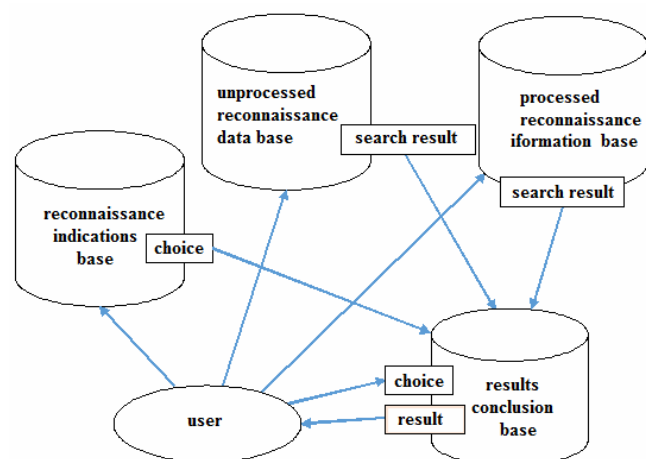 unprocessed
reconnaissance
data base
search result
processed
reconnaissance
iformation base
search result
reconnaissance
indications
base
choice
choice
result
results
conclusion
base
user